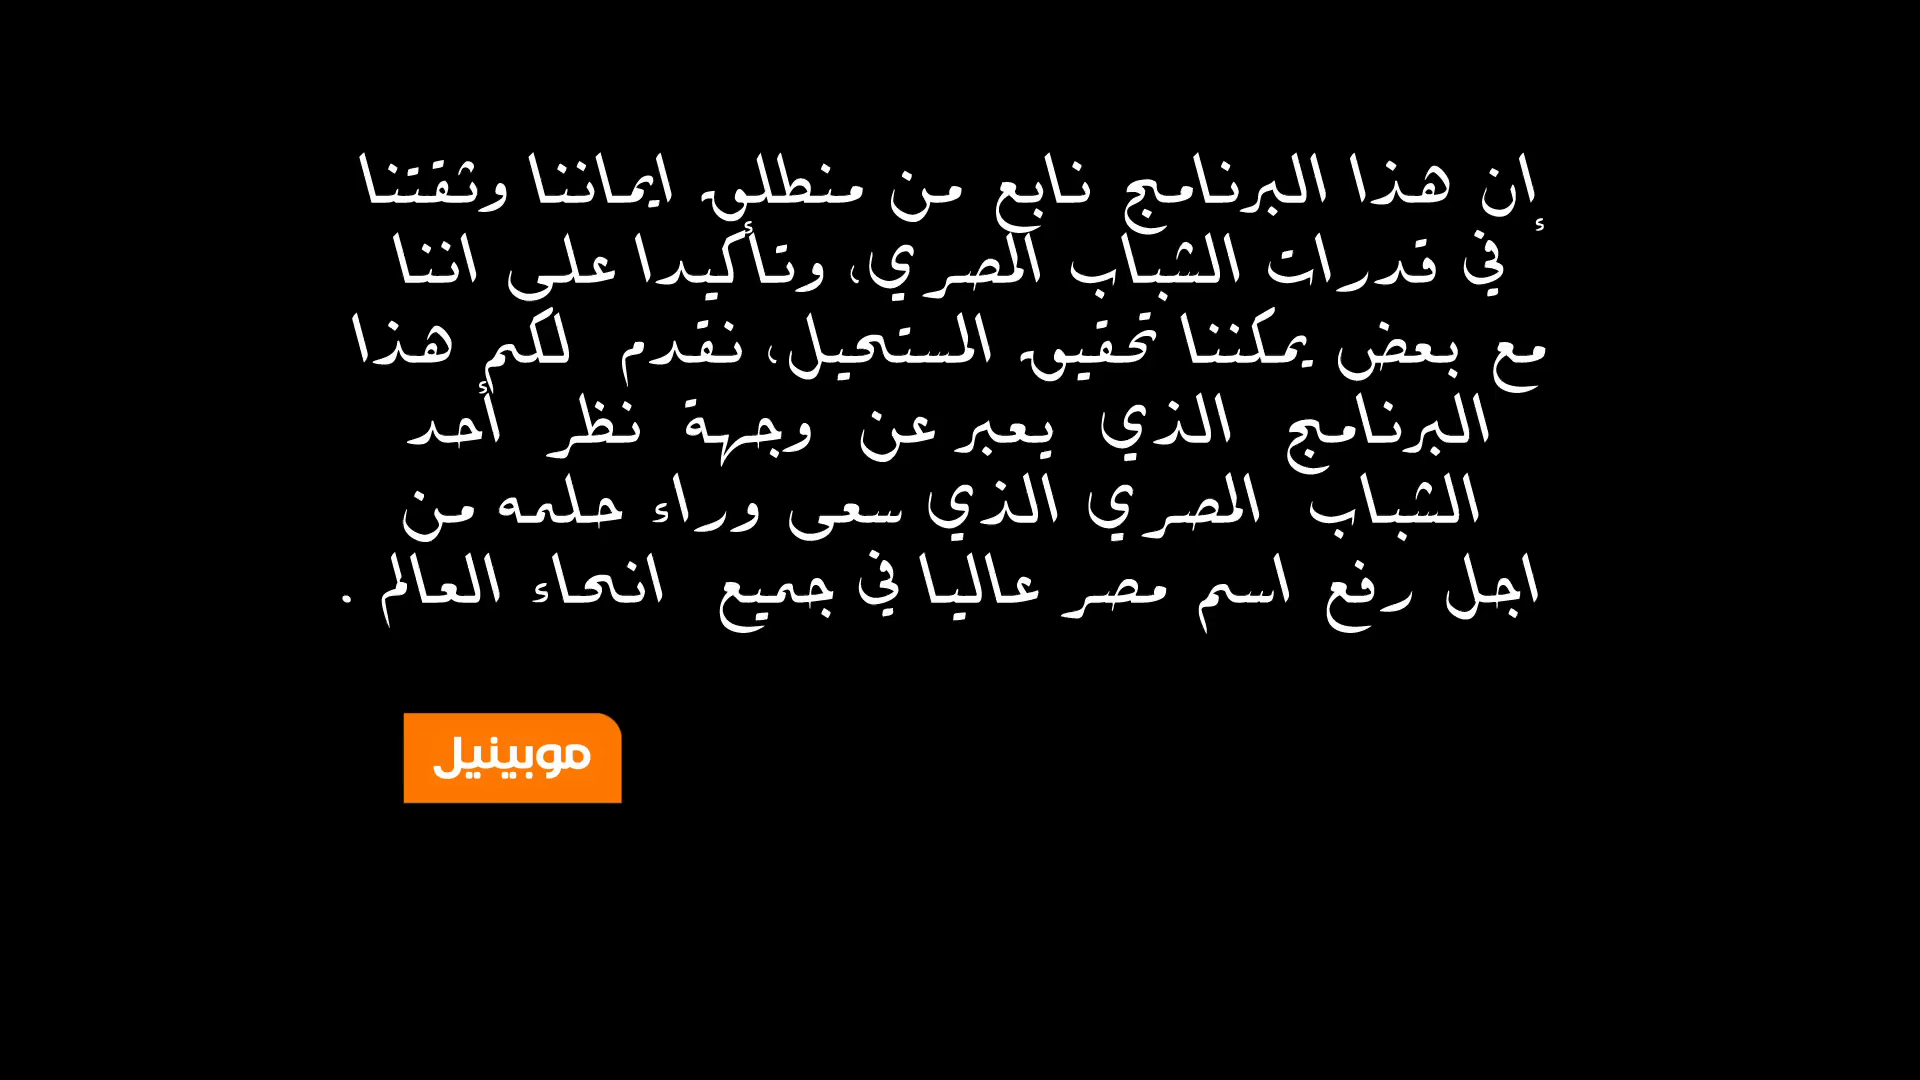 إن هذا البرنامج نابع من منطلق ايماننا وثقتنا
في قدرات الشباب المصري، وتأكيدا على اننا
مع بعض يمكننا تحقيق المستحيل، نقدم لكم هذا
البرنامج الذي يعبر عن وجهة نظر أحد
الشباب المصري الذي سعى وراء حلمه من
اجل رفع اسم مصر عاليا في جميع انحاء العالم .
موبينيل